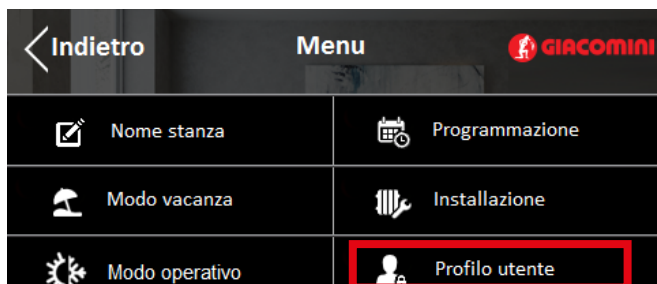 Indietro Menu GIACOMINI
Nome stanza Programmazione
Modo vacanza Installazione
Modo operativo Profilo utente